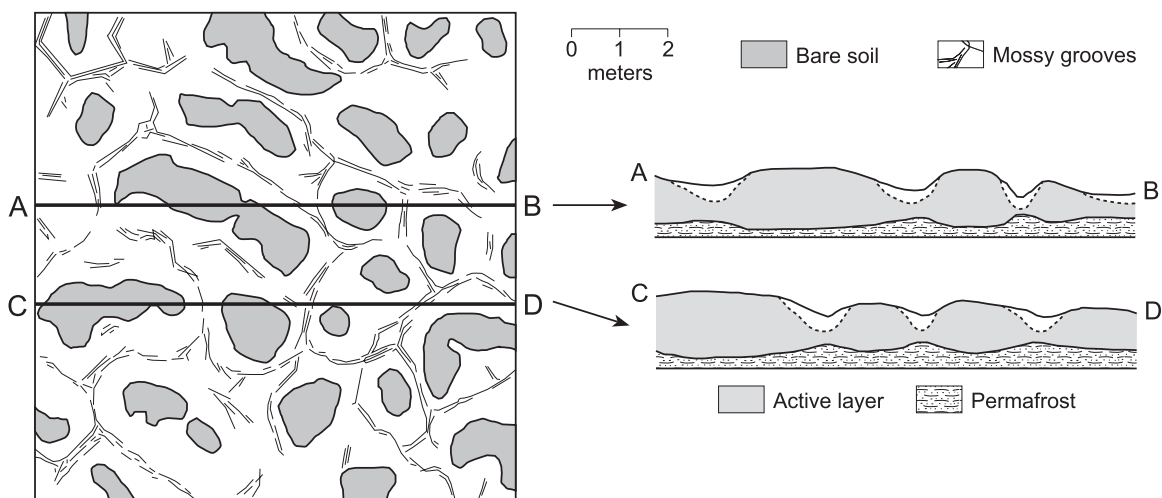 0 1 2
meters
Bare soil
Mossy grooves
A B
A B
C D
C D
Active layer
Permafrost